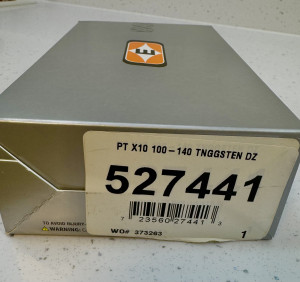 PT X10 100-140 TNGGSTEN DZ
527441
7 23560 27441 3
WO# 373263 1
TO AVOID
WARNING: